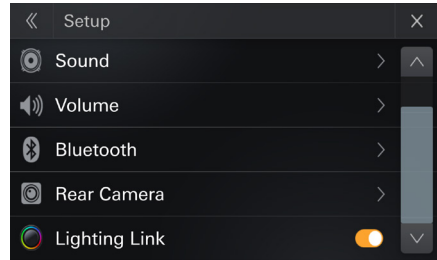 Setup
Sound
Volume
Bluetooth
Rear Camera
Lighting Link